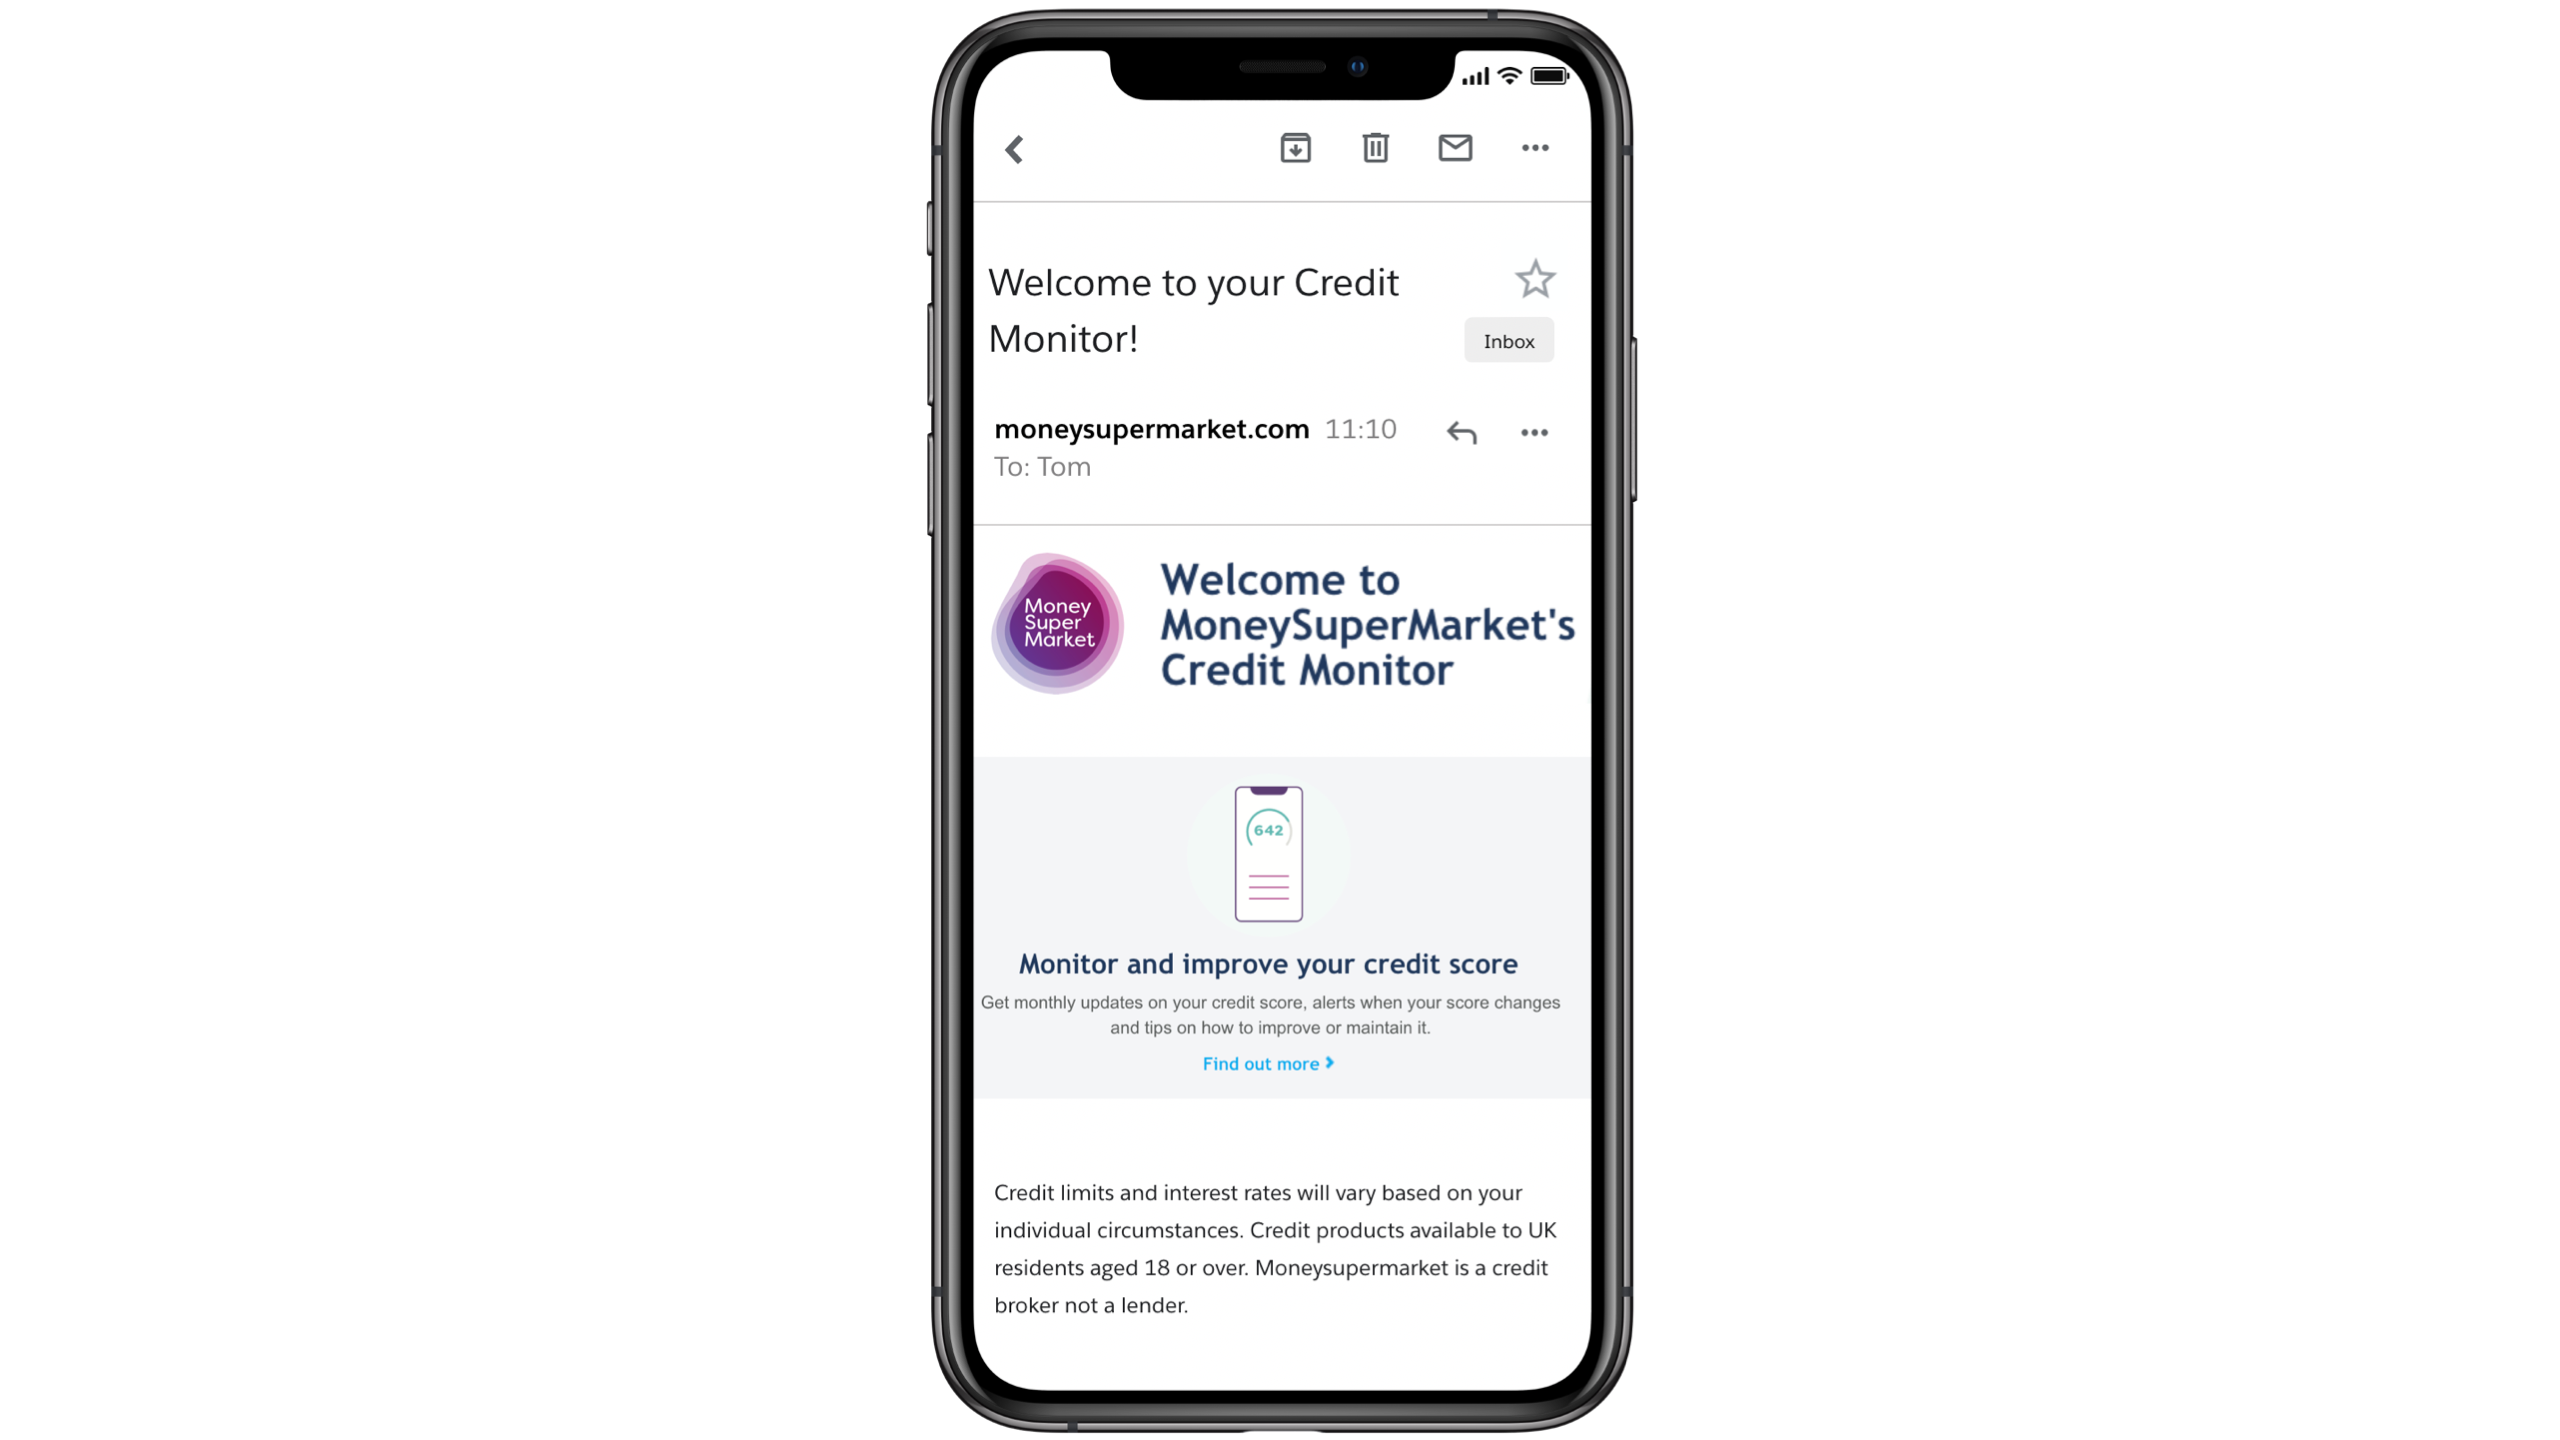 Welcome to your Credit
Monitor!
Inbox
moneysupermarket.com 11:10
To: Tom
Money
Super
Market
Welcome to
MoneySuperMarket's
Credit Monitor
642
Monitor and improve your credit score
Get monthly updates on your credit score, alerts when your score changes
and tips on how to improve or maintain it.
Find out more
Credit limits and interest rates will vary based on your
individual circumstances. Credit products available to UK
residents aged 18 or over. Moneysupermarket is a credit
broker not a lender.